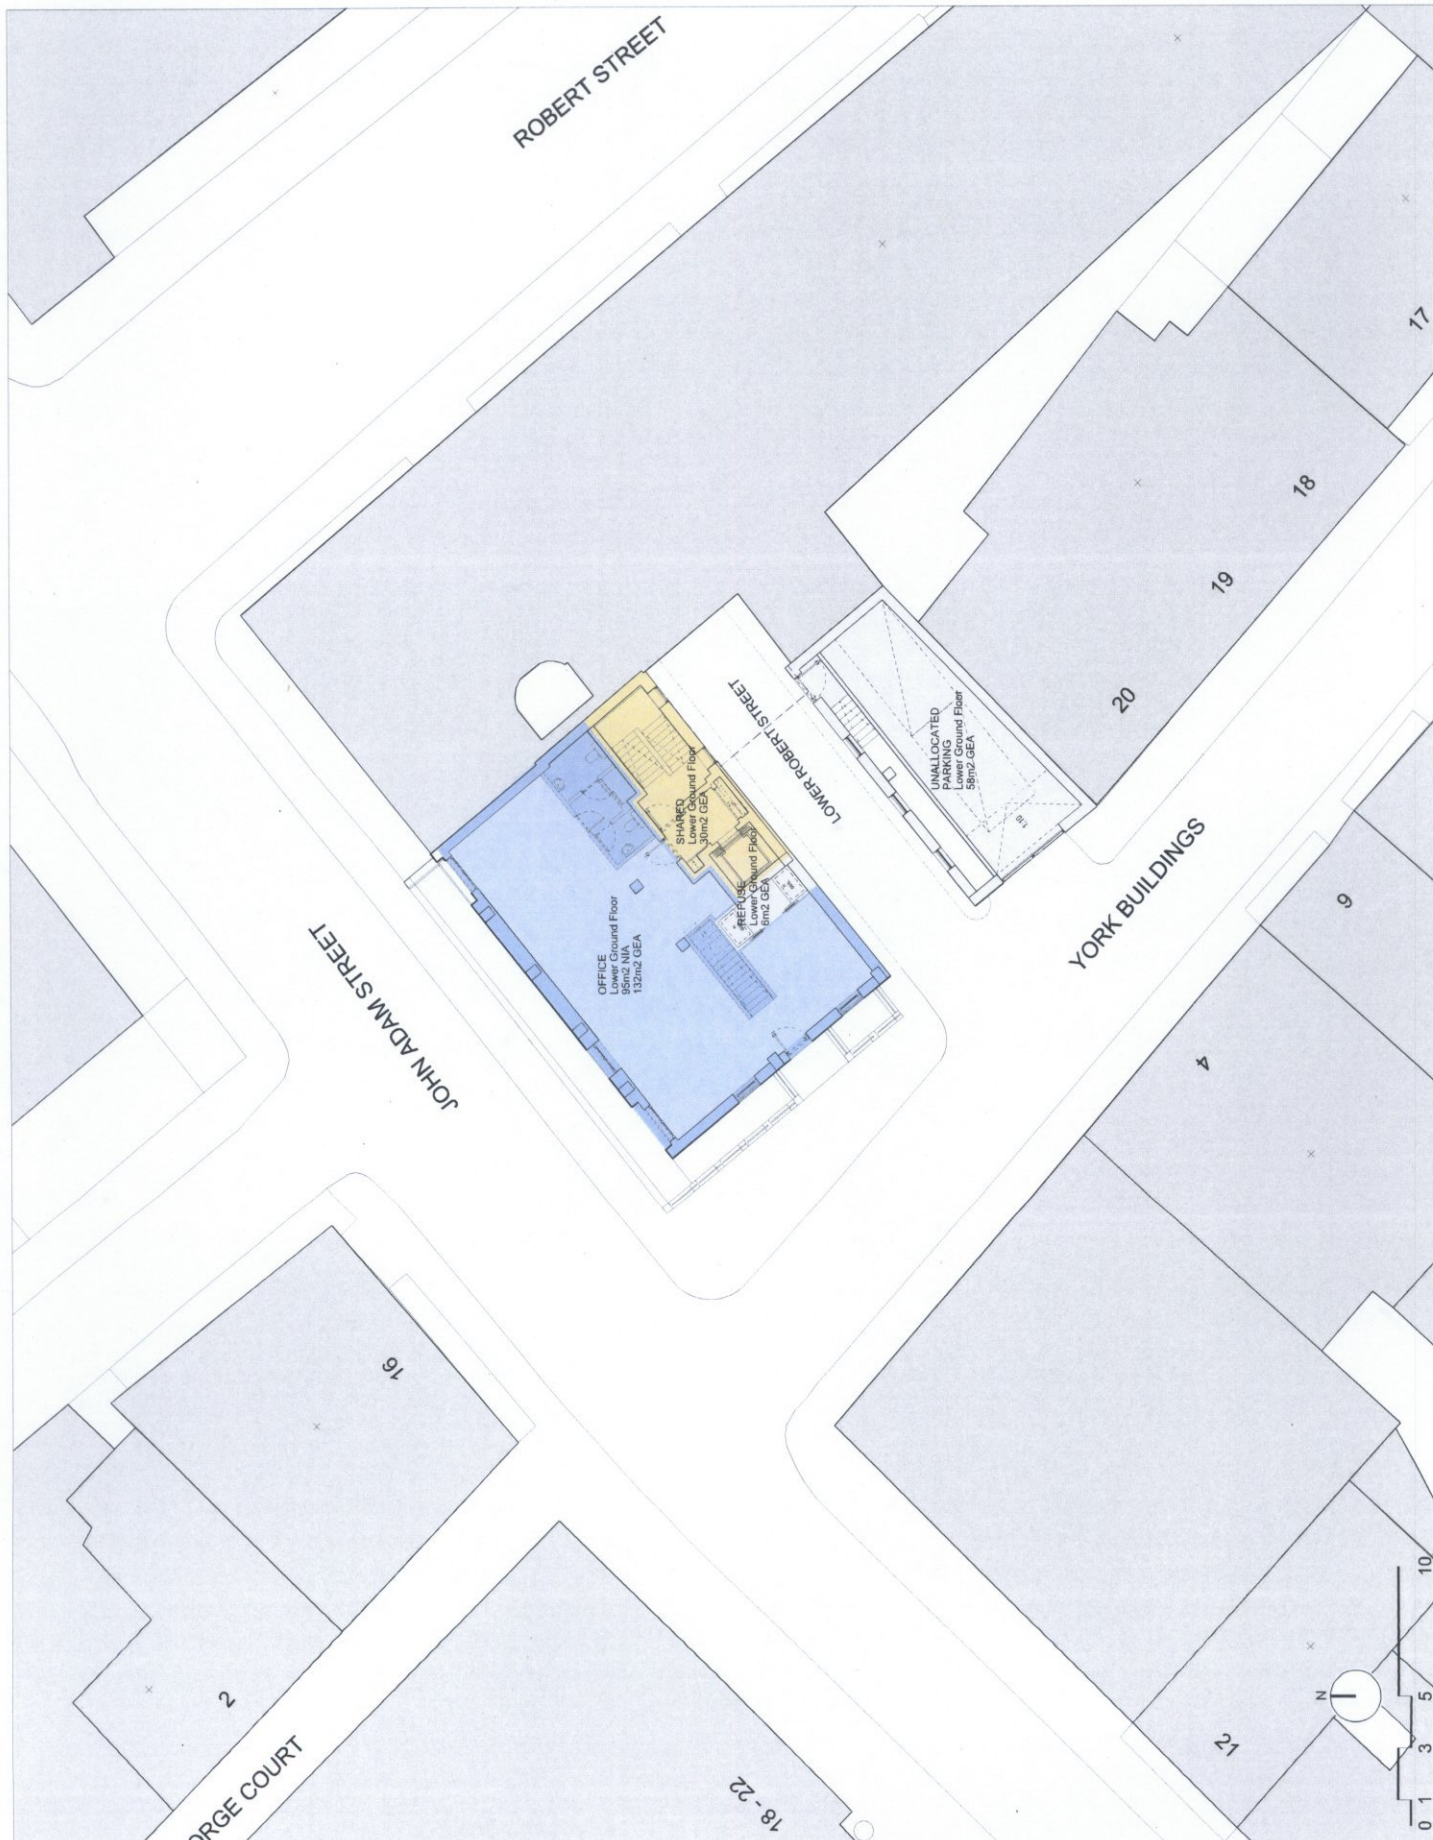 ROBERT STREET
17
18
19
20
LOWER ROBERT STREET
UNALLOCATED
PARKING
Lower Ground Floor
58m2 GEA
SHARED
Lower Ground Floor
30m2 GEA
REFUSE
Lower Ground Floor
6m2 GEA
OFFICE
Lower Ground Floor
95m2 NIA
132m2 GEA
JOHN ADAM STREET
YORK BUILDINGS
9
4
16
2
ORGE COURT
18 - 22
21
N
0 1 3 5 10